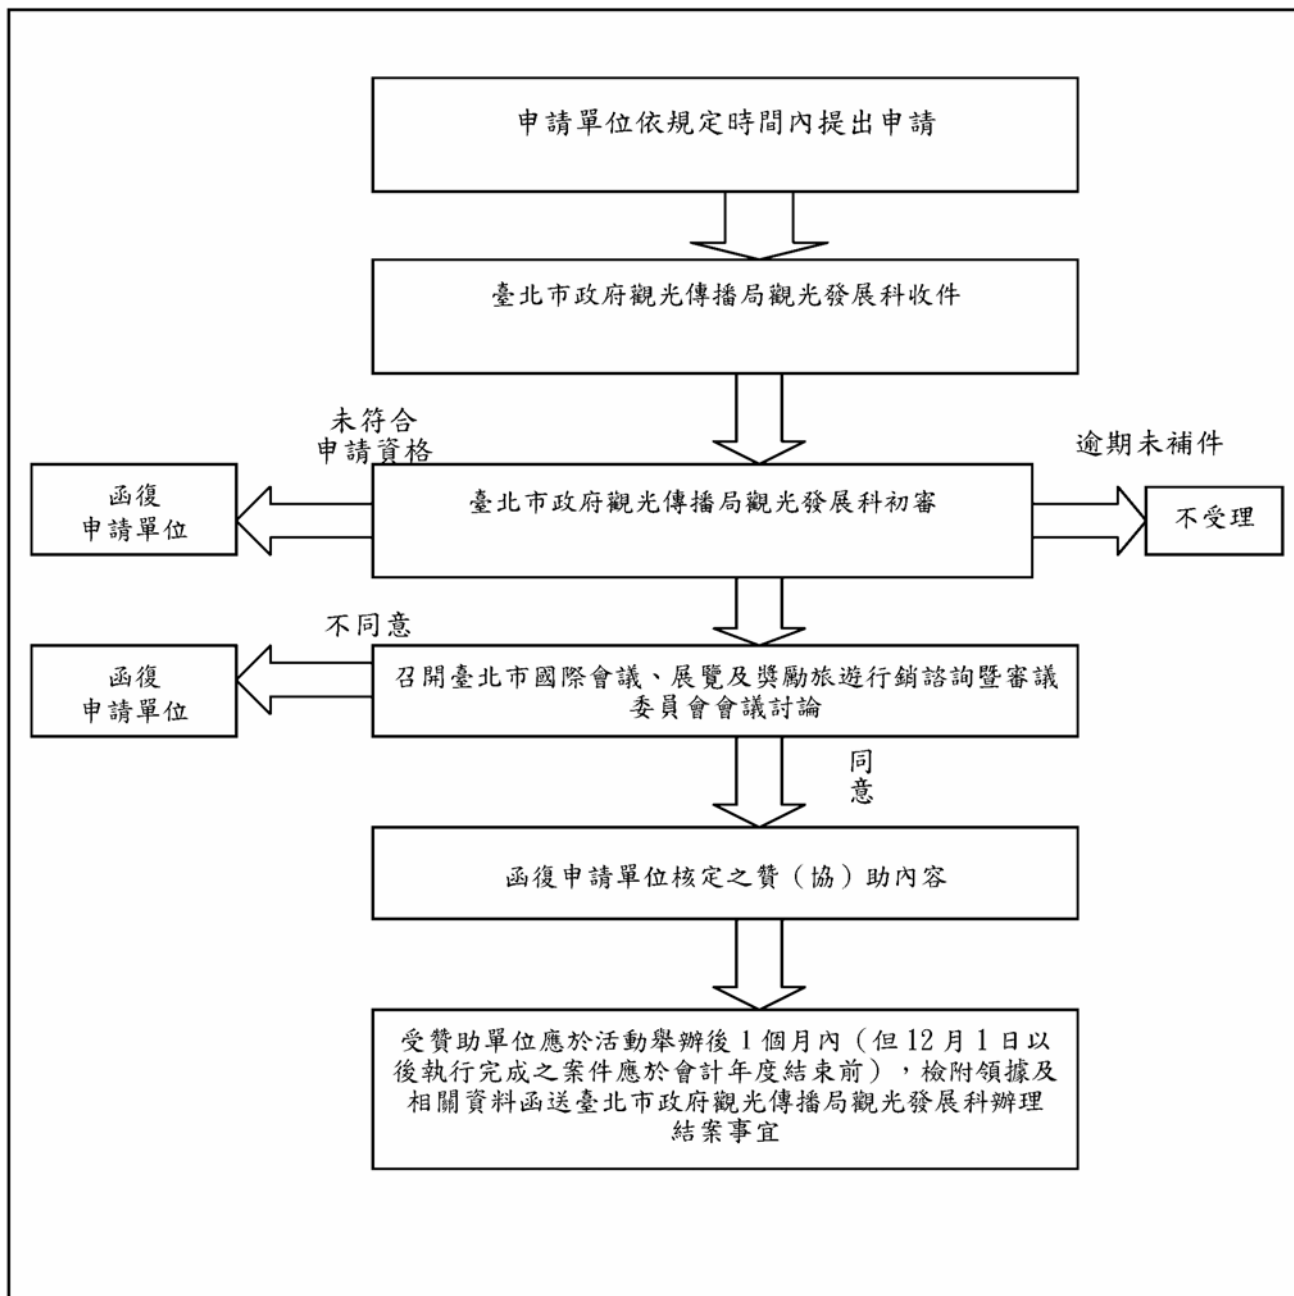 申請單位依規定時間內提出申請
臺北市政府觀光傳播局觀光發展科收件
未符合
申請資格
逾期未補件
函復
申請單位
臺北市政府觀光傳播局觀光發展科初審
不受理
不同意
函復
申請單位
召開臺北市國際會議、展覽及獎勵旅遊行銷諮詢暨審議
委員會會議討論
同
意
函復申請單位核定之贊（協）助內容
受贊助單位應於活動舉辦後 1 個月內（但 12 月 1 日以
後執行完成之案件應於會計年度結束前），檢附領據及
相關資料函送臺北市政府觀光傳播局觀光發展科辦理
結案事宜